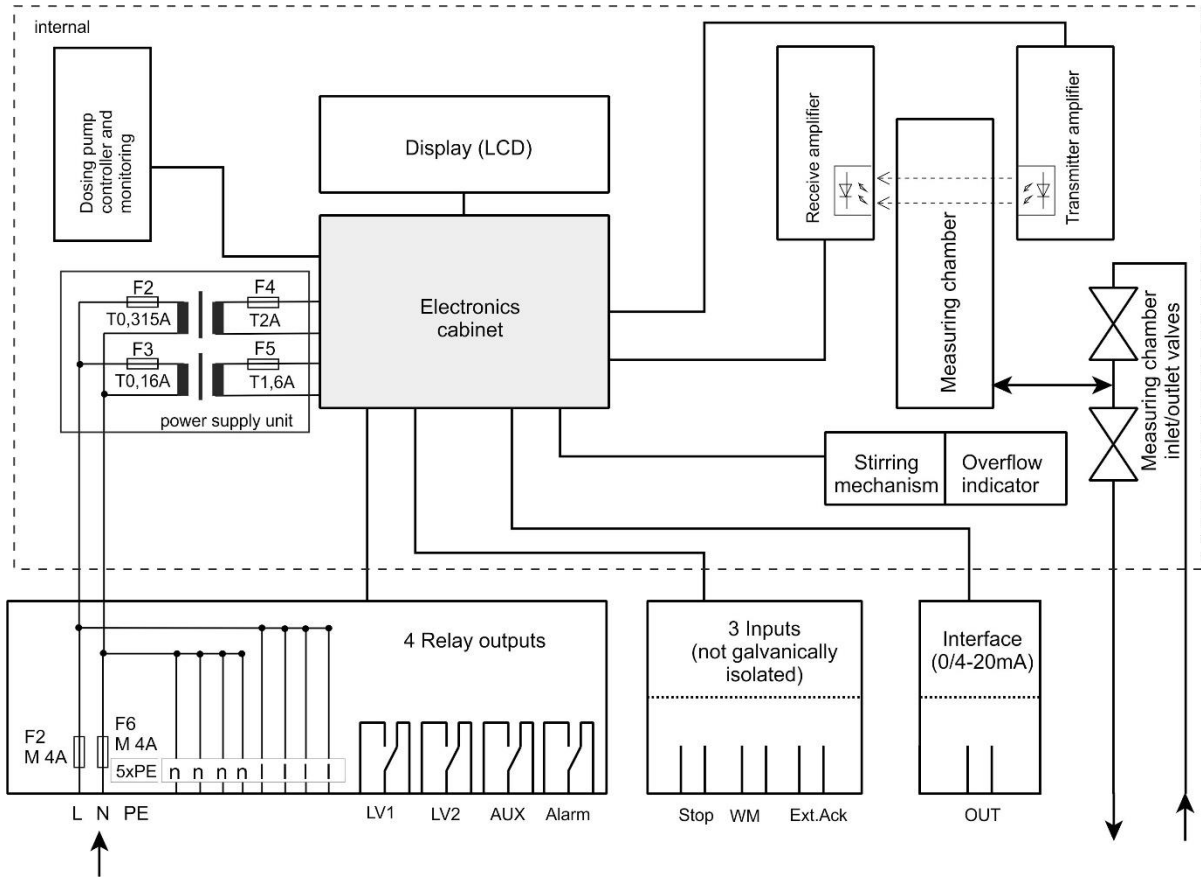 internal
Dosing pump
controller and
monitoring
Display (LCD)
Receive amplifier
Transmitter amplifier
Measuring chamber
Electronics
cabinet
F2
T0,315A
F4
T2A
F3
T0,16A
F5
T1,6A
power supply unit
Measuring chamber
inlet/outlet valves
Stirring
mechanism
Overflow
indicator
4 Relay outputs
3 Inputs
(not galvanically
isolated)
Interface
(0/4-20mA)
F2
M 4A
F6
M 4A
5xPE n n n n l l l l
L N PE
LV1 LV2 AUX Alarm
Stop WM Ext.Ack
OUT